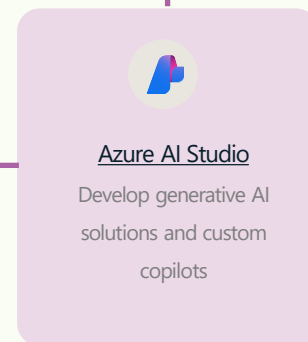 Azure AI Studio
Develop generative AI
solutions and custom
copilots